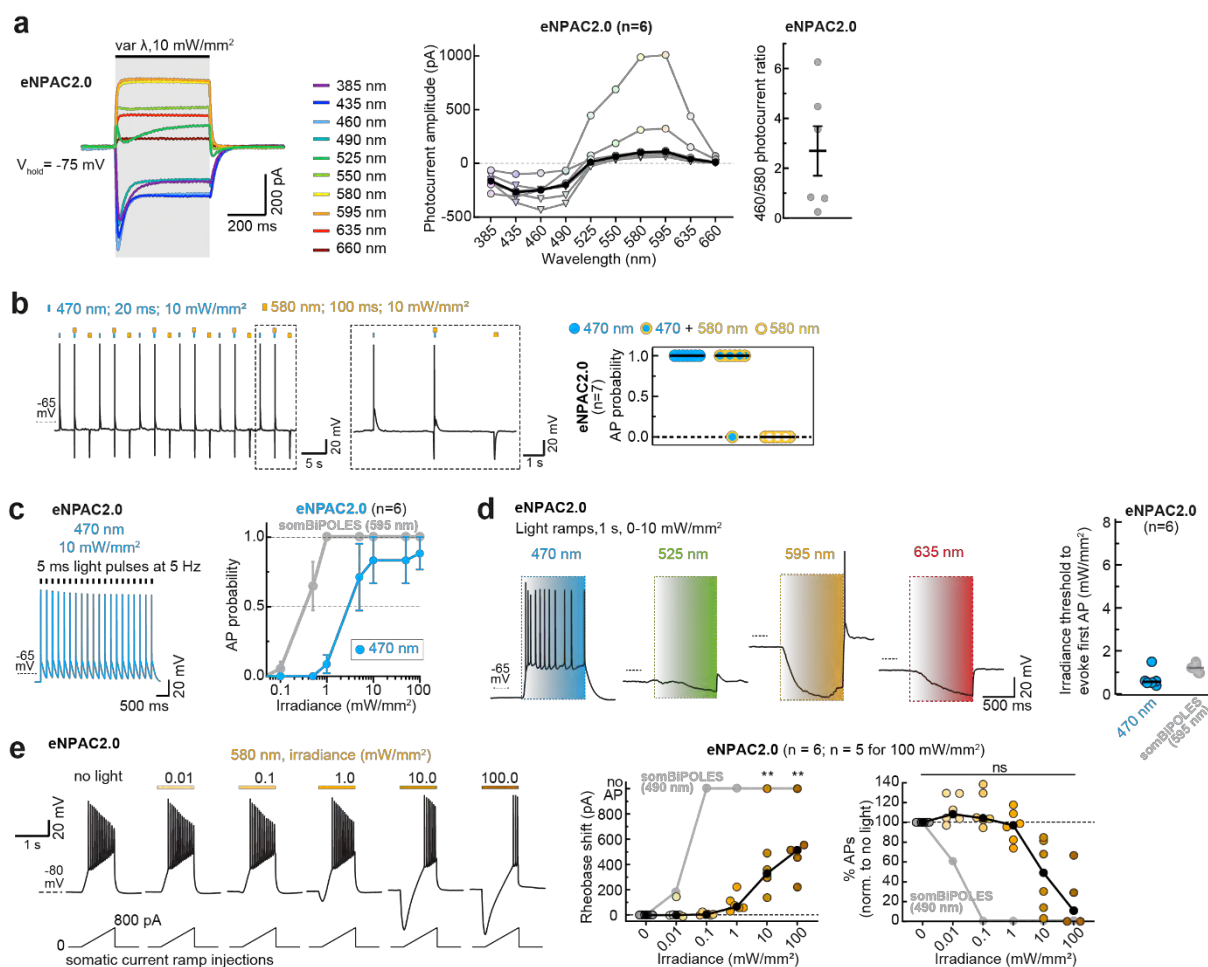 a
var λ,10 mW/mm²
eNPAC2.0
V_hold = -75 mV
200 pA
200 ms
385 nm
435 nm
460 nm
490 nm
525 nm
550 nm
580 nm
595 nm
635 nm
660 nm
eNPAC2.0 (n=6)
Photocurrent amplitude (pA)
1000
500
0
-500
385
435
460
490
525
550
580
595
635
660
Wavelength (nm)
eNPAC2.0
460/580 photocurrent ratio
6
4
2
0
b
470 nm; 20 ms; 10 mW/mm²
580 nm; 100 ms; 10 mW/mm²
-65
mV
20 mV
5 s
20 mV
1 s
470 nm
470 + 580 nm
580 nm
eNPAC2.0
(n=7)
AP probability
1.0
0.5
0.0
c
eNPAC2.0
470 nm
10 mW/mm²
5 ms light pulses at 5 Hz
-65
mV
20 mV
500 ms
eNPAC2.0 (n=6)
somBiPOLES (595 nm)
AP probability
1.0
0.5
0
470 nm
0.1
1
10
100
Irradiance (mW/mm²)
d
eNPAC2.0
Light ramps,1 s, 0-10 mW/mm²
470 nm
525 nm
595 nm
635 nm
-65
mV
20 mV
500 ms
eNPAC2.0
(n=6)
Irradiance threshold to
evoke first AP (mW/mm²)
8
6
4
2
0
470 nm
somBiPOLES
(595 nm)
e
eNPAC2.0
580 nm, irradiance (mW/mm²)
no light
0.01
0.1
1.0
10.0
100.0
20 mV
1 s
-80
mV
800 pA
0
somatic current ramp injections
eNPAC2.0 (n = 6; n = 5 for 100 mW/mm²)
Rheobase shift (pA)
no
AP
800
600
400
200
0
somBiPOLES
(490 nm)
**
**
0
0.01
0.1
1
10
100
Irradiance (mW/mm²)
ns
% APs
(norm. to no light)
140
120
100
80
60
40
20
0
somBiPOLES
(490 nm)
0
0.01
0.1
1
10
100
Irradiance (mW/mm²)